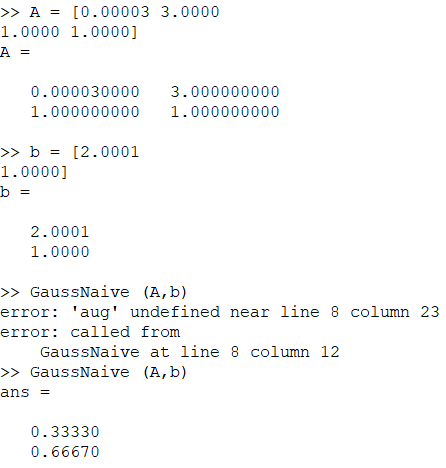 >> A = [0.00003 3.0000
1.0000 1.0000]
A =
0.000030000 3.000000000
1.000000000 1.000000000
>> b = [2.0001
1.0000]
b =
2.0001
1.0000
>> GaussNaive (A,b)
error: 'aug' undefined near line 8 column 23
error: called from
GaussNaive at line 8 column 12
>> GaussNaive (A,b)
ans =
0.33330
0.66670